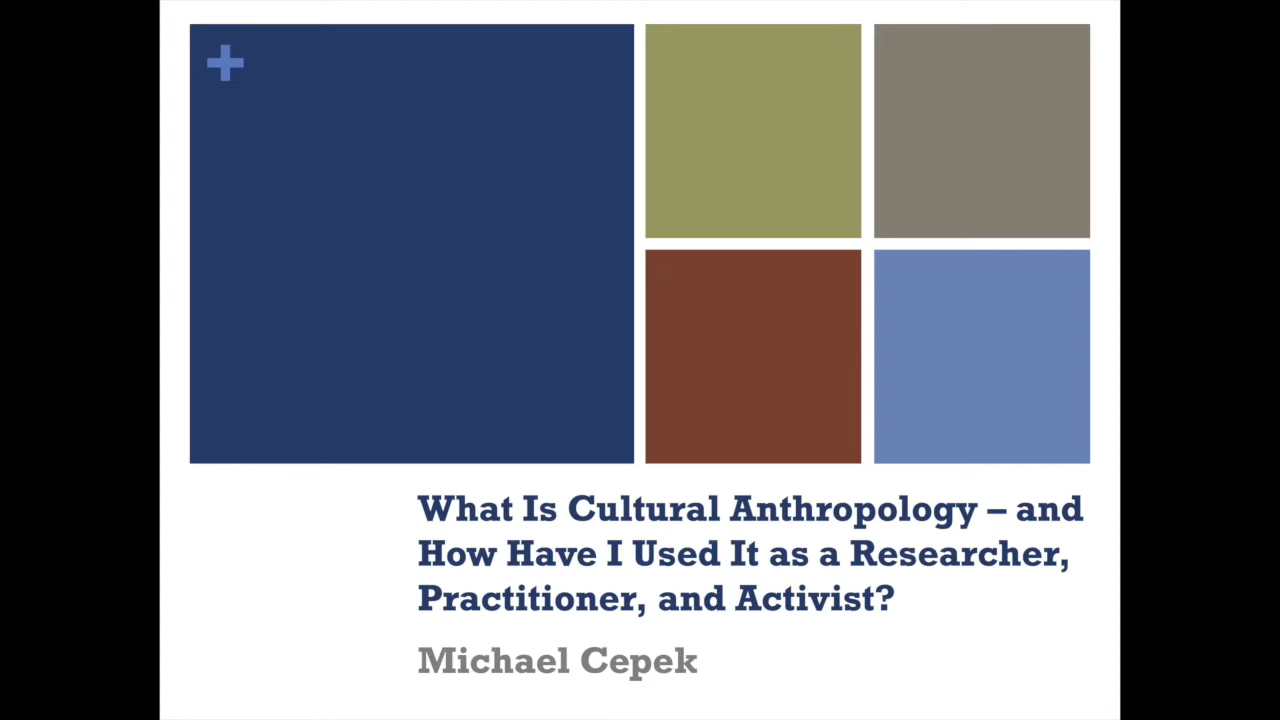 +
What Is Cultural Anthropology – and
How Have I Used It as a Researcher,
Practitioner, and Activist?
Michael Cepek